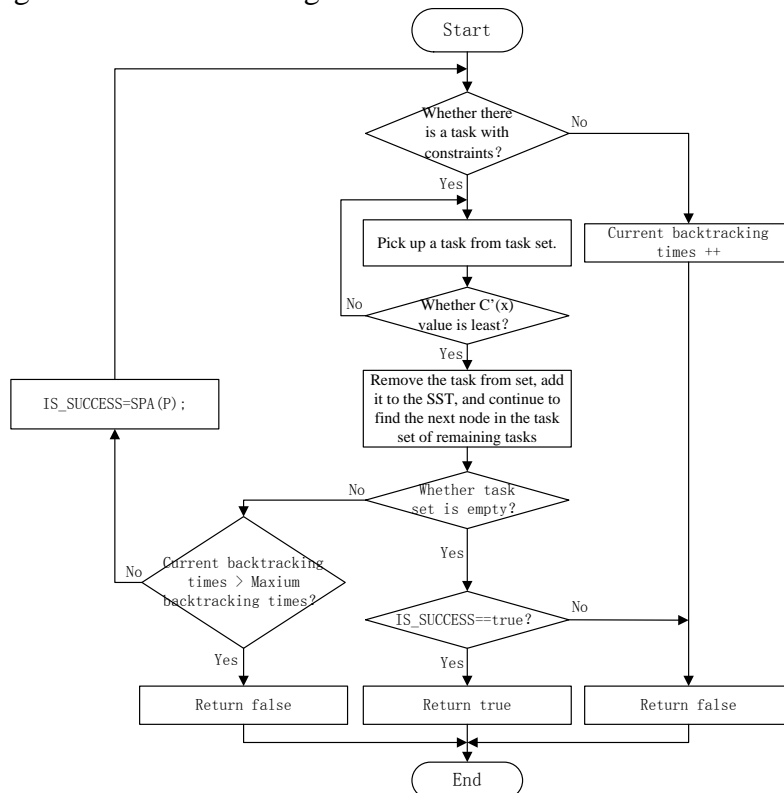 Start
Whether there
is a task with
constraints?
No
Yes
Pick up a task from task set.
Current backtracking
times ++
No
Whether C’(x)
value is least?
Yes
Remove the task from set, add
it to the SST, and continue to
find the next node in the task
set of remaining tasks
IS_SUCCESS=SPA(P);
No
Whether task
set is empty?
Yes
No
Current backtracking
times > Maxium
backtracking times?
IS_SUCCESS==true?
No
Yes
Yes
Return false
Return true
Return false
End